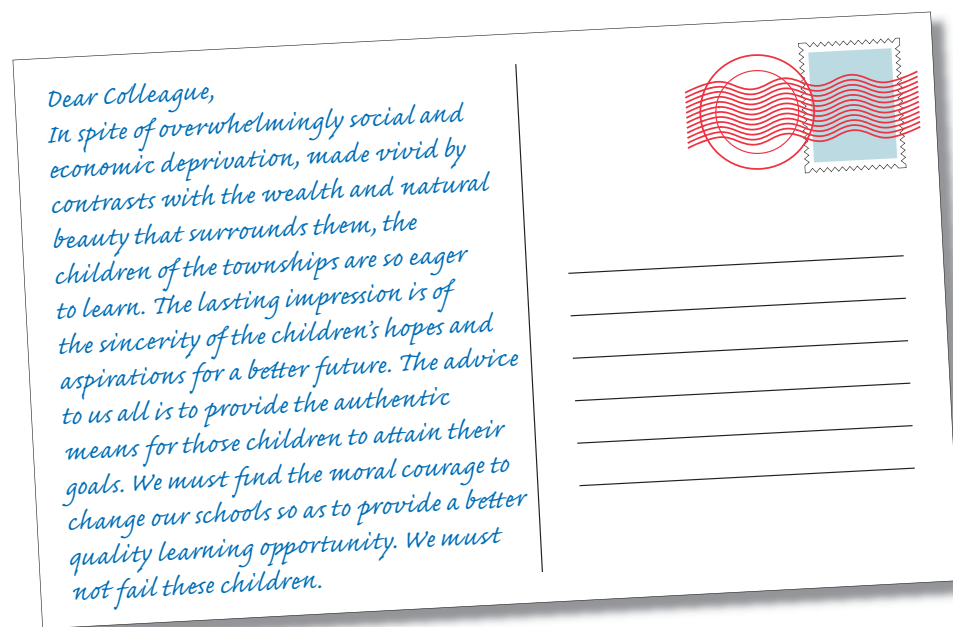 Dear Colleague,
In spite of overwhelmingly social and
economic deprivation, made vivid by
contrasts with the wealth and natural
beauty that surrounds them, the
children of the townships are so eager
to learn. The lasting impression is of
the sincerity of the children's hopes and
aspirations for a better future. The advice
to us all is to provide the authentic
means for those children to attain their
goals. We must find the moral courage to
change our schools so as to provide a better
quality learning opportunity. We must
not fail these children.